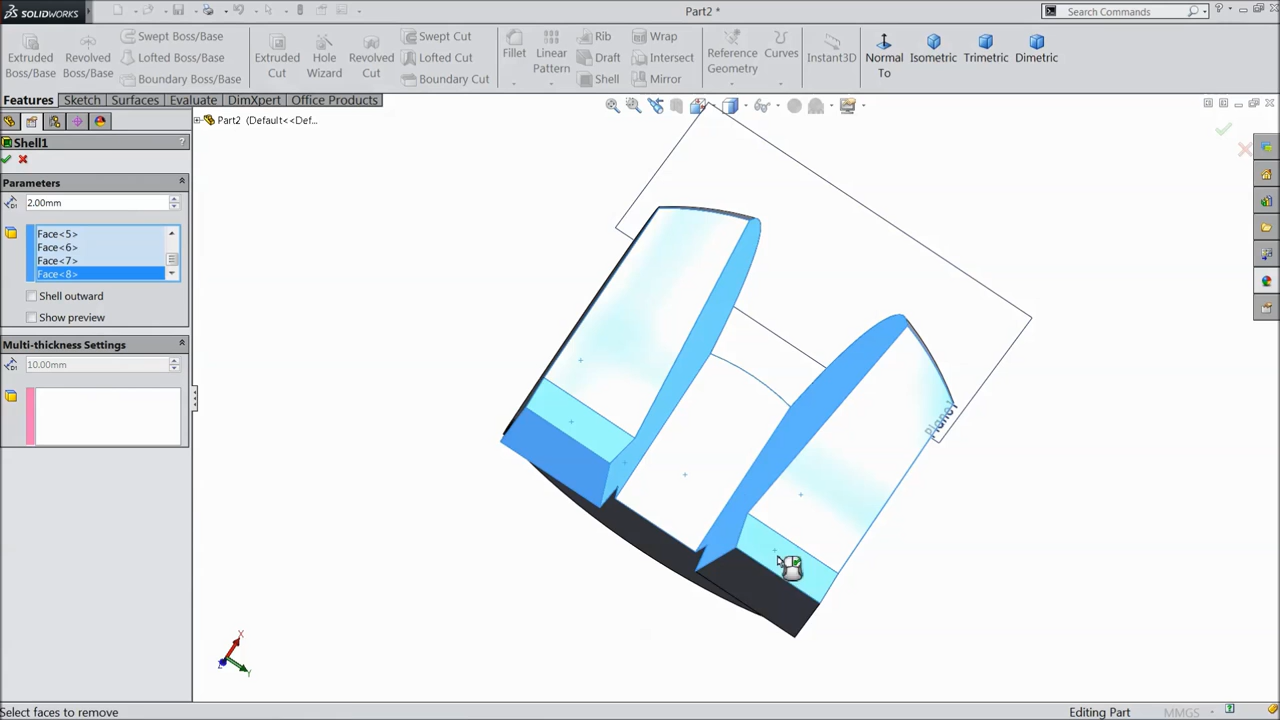 SOLIDWORKS
Part2 *
Search Commands
Extruded Boss/Base
Revolved Boss/Base
Swept Boss/Base
Lofted Boss/Base
Boundary Boss/Base
Extruded Cut
Hole Wizard
Revolved Cut
Swept Cut
Lofted Cut
Boundary Cut
Fillet
Linear Pattern
Rib
Draft
Shell
Wrap
Intersect
Mirror
Reference Geometry
Curves
Instant3D
Normal To
Isometric
Trimetric
Dimetric
Features
Sketch
Surfaces
Evaluate
DimXpert
Office Products
Part2 (Default<<Def...
Shell1
?
Parameters
2.00mm
Face<5>
Face<6>
Face<7>
Face<8>
Shell outward
Show preview
Multi-thickness Settings
10.00mm
Plane1
X
Y
Z
Select faces to remove
Editing Part
MMGS